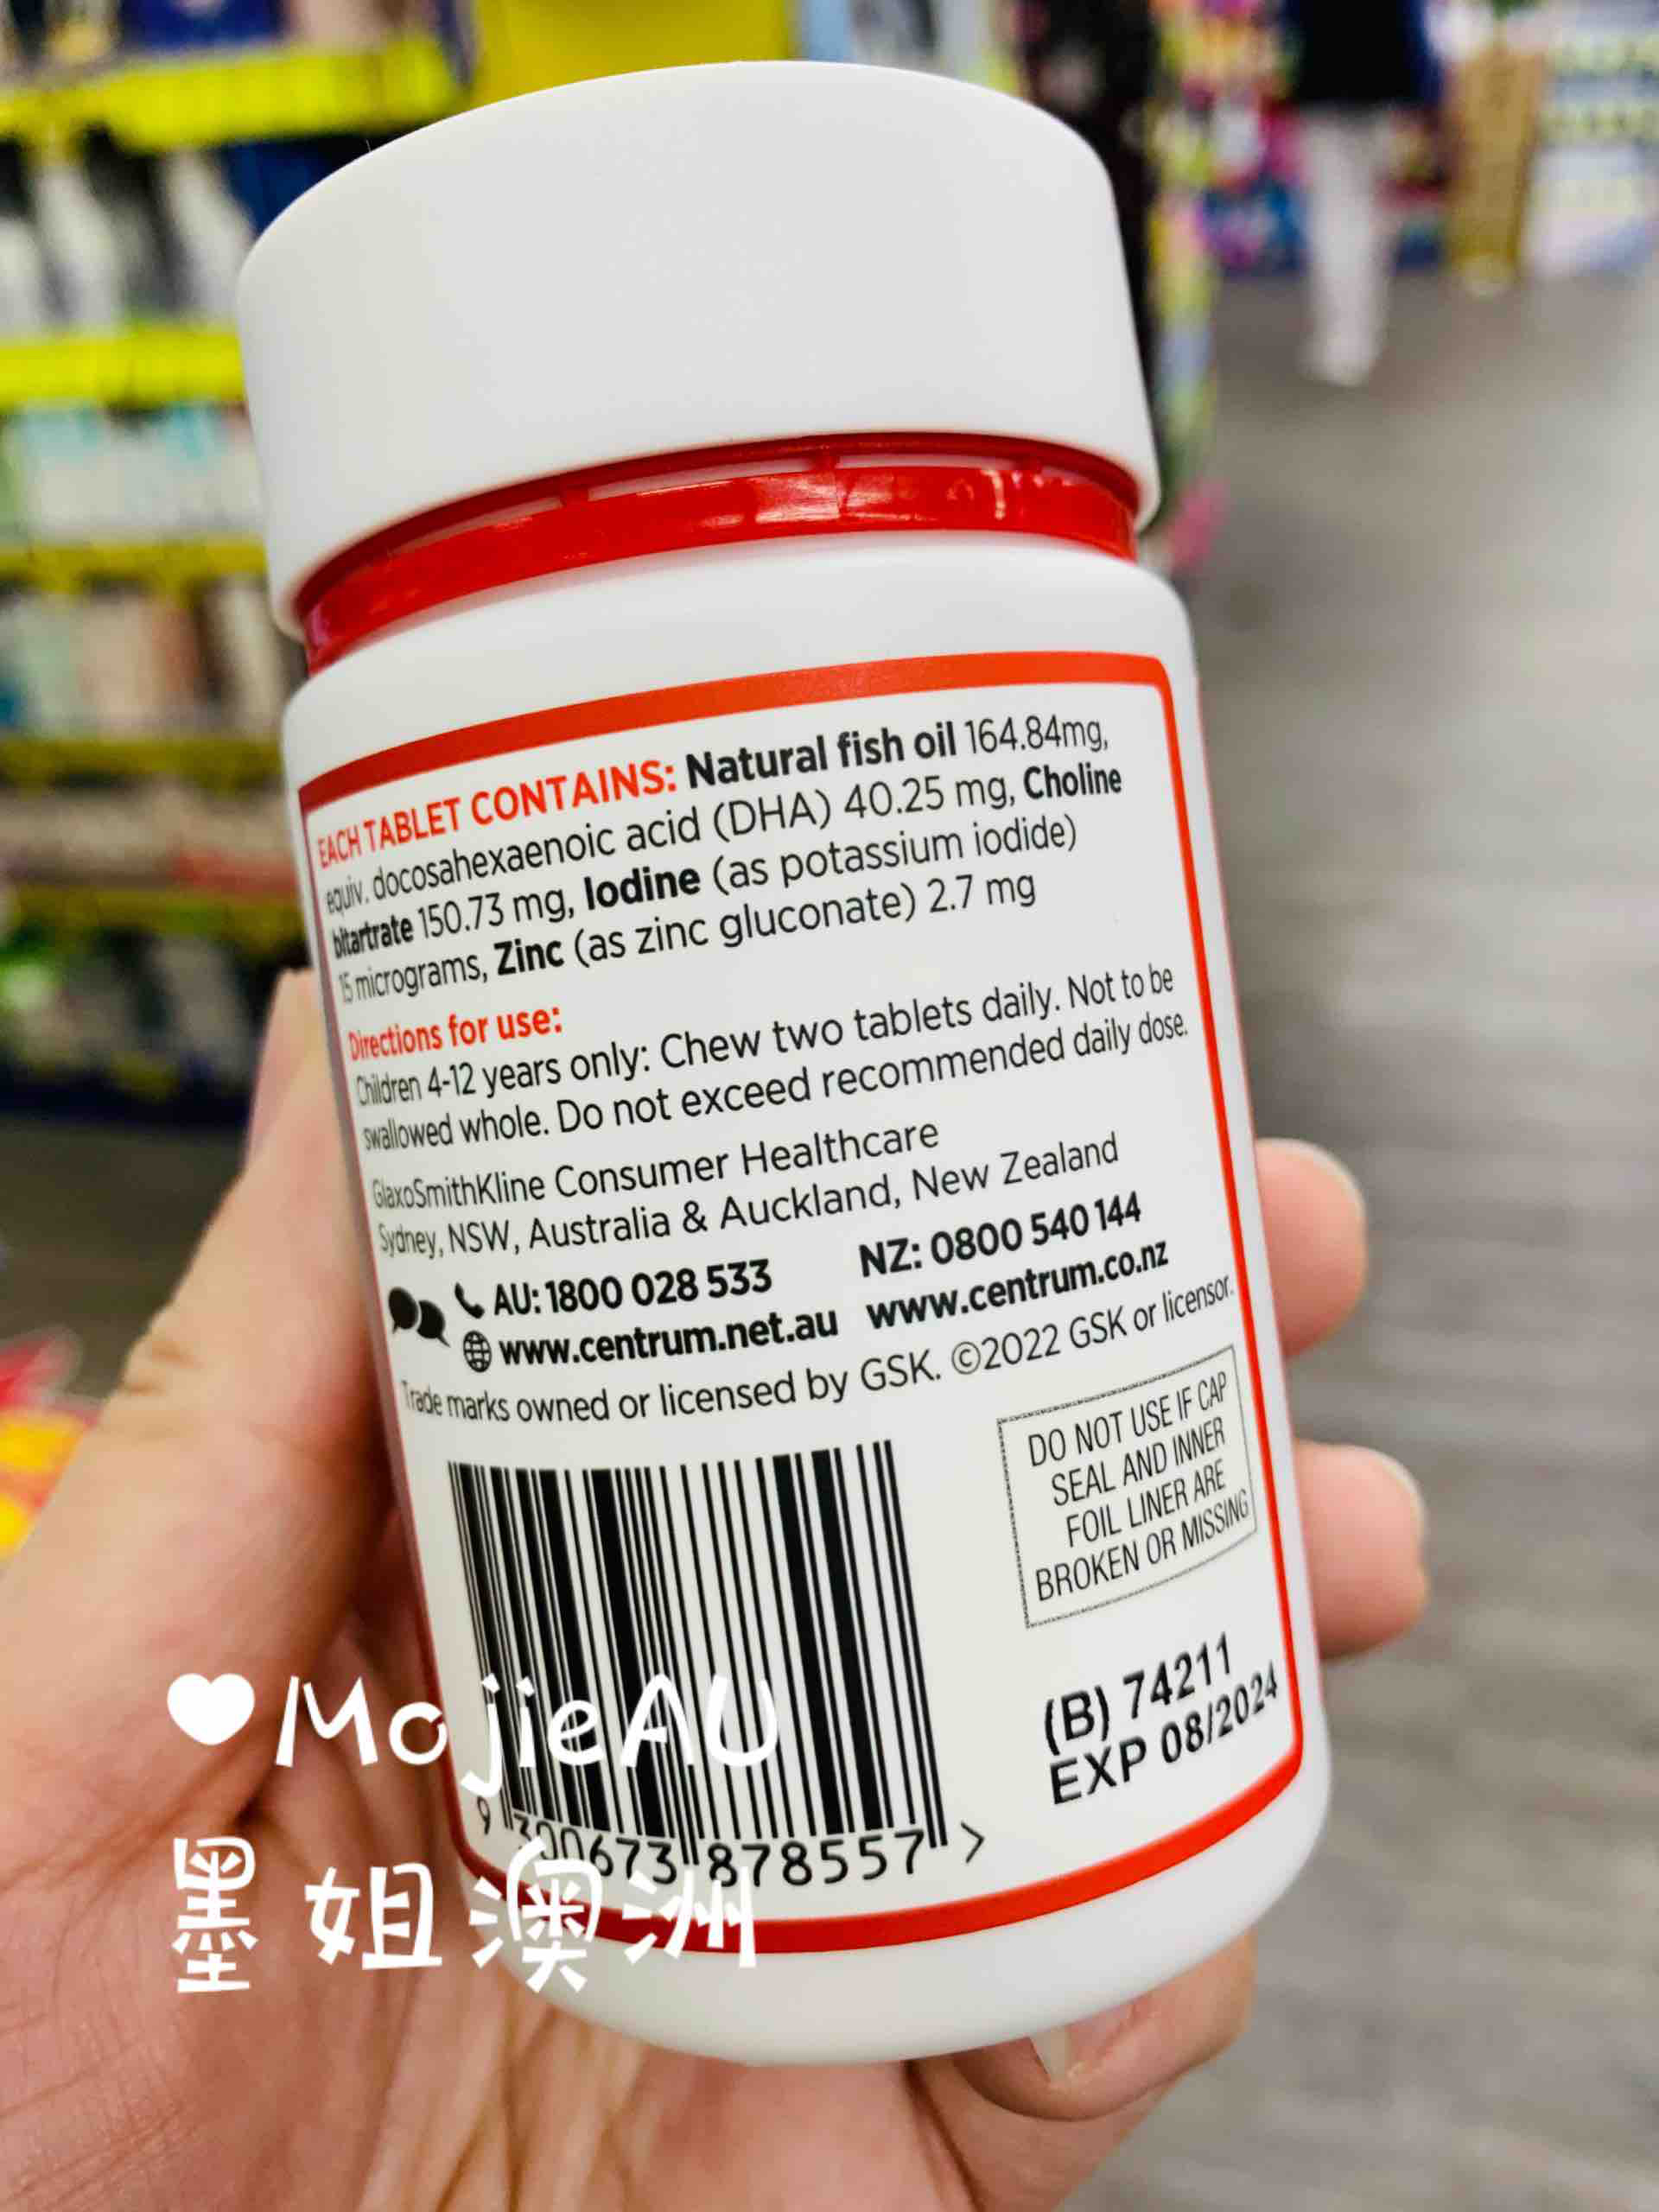 EACH TABLET CONTAINS: Natural fish oil 164.84mg,
equiv. docosahexaenoic acid (DHA) 40.25 mg, Choline
bitartrate 150.73 mg, Iodine (as potassium iodide)
15 micrograms, Zinc (as zinc gluconate) 2.7 mg
Directions for use:
Children 4-12 years only: Chew two tablets daily. Not to be
swallowed whole. Do not exceed recommended daily dose.
GlaxoSmithKline Consumer Healthcare
Sydney, NSW, Australia & Auckland, New Zealand
AU: 1800 028 533 NZ: 0800 540 144
www.centrum.net.au www.centrum.co.nz
Trade marks owned or licensed by GSK. ©2022 GSK or licensor.
DO NOT USE IF CAP
SEAL AND INNER
FOIL LINER ARE
BROKEN OR MISSING
(B) 74211
EXP 08/2024
9 300673 878557 >
♥MojieAU
墨姐澳洲